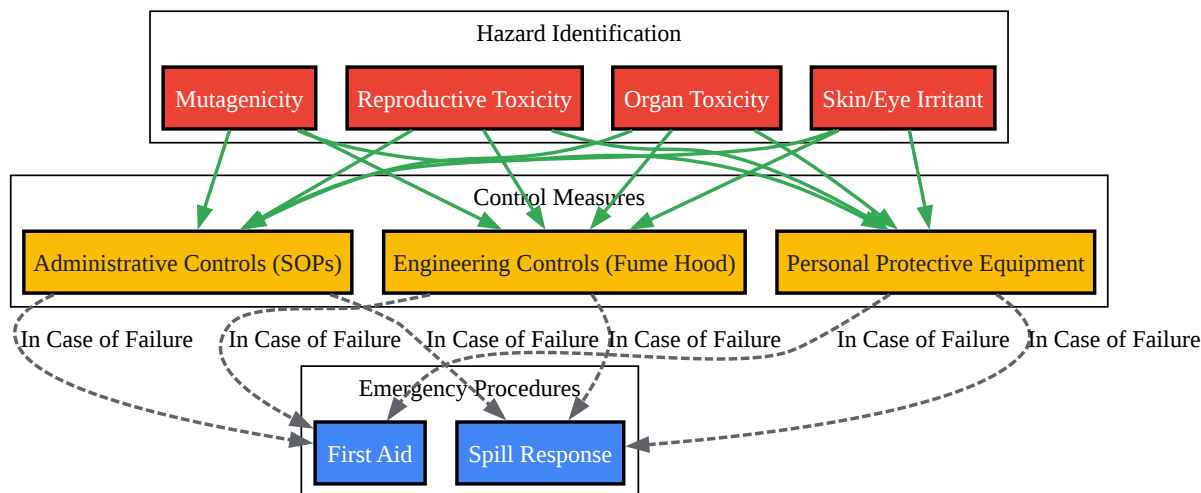 Hazard Identification
Mutagenicity
Reproductive Toxicity
Organ Toxicity
Skin/Eye Irritant
Control Measures
Administrative Controls (SOPs)
Engineering Controls (Fume Hood)
Personal Protective Equipment
In Case of Failure
In Case of Failure
In Case of Failure
In Case of Failure
In Case of Failure
In Case of Failure
Emergency Procedures
First Aid
Spill Response